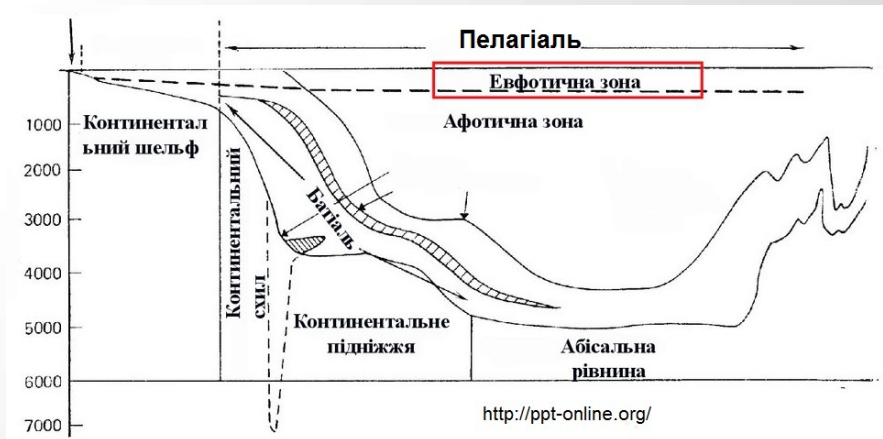 Пелагіаль
Евфотична зона
Афотична зона
1000
Континентал
ьний шельф
2000
3000
4000
5000
6000
7000
Континентальний
схил
Батіаль
Континентальне
підніжжя
Абісальна
рівнина
http://ppt-online.org/